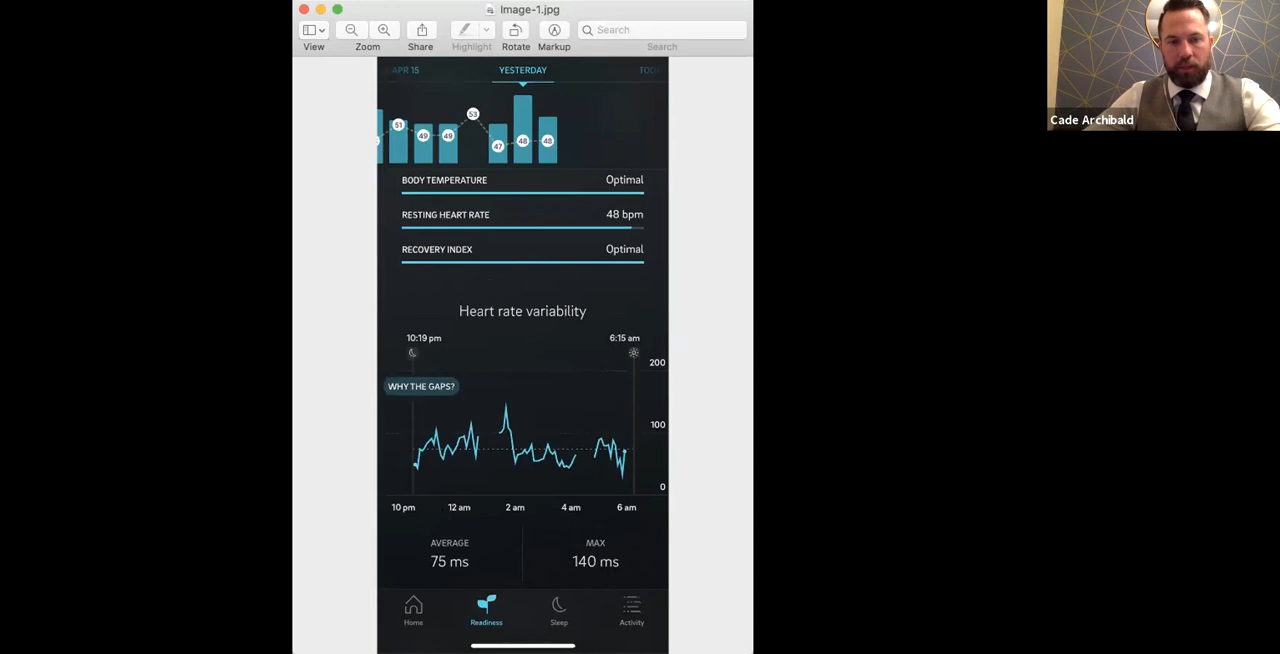 Image-1.jpg
Search
View Zoom Share Highlight Rotate Markup Search
APR 15 YESTERDAY
51 49 49 53 47 48 48
BODY TEMPERATURE Optimal
RESTING HEART RATE 48 bpm
RECOVERY INDEX Optimal
Heart rate variability
10:19 pm 6:15 am
200
WHY THE GAPS?
100
0
10 pm 12 am 2 am 4 am 6 am
AVERAGE MAX
75 ms 140 ms
Home Readiness Sleep Activity
Cade Archibald